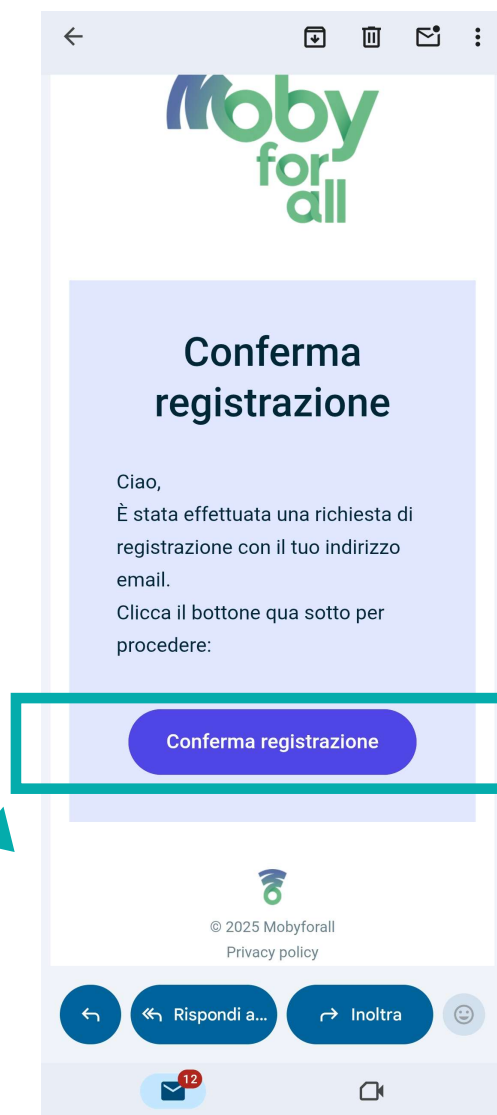 Moby
for
all
Conferma
registrazione
Ciao,
È stata effettuata una richiesta di
registrazione con il tuo indirizzo
email.
Clicca il bottone qua sotto per
procedere:
Conferma registrazione
© 2025 Mobyforall
Privacy policy
Rispondi a...
Inoltra
12